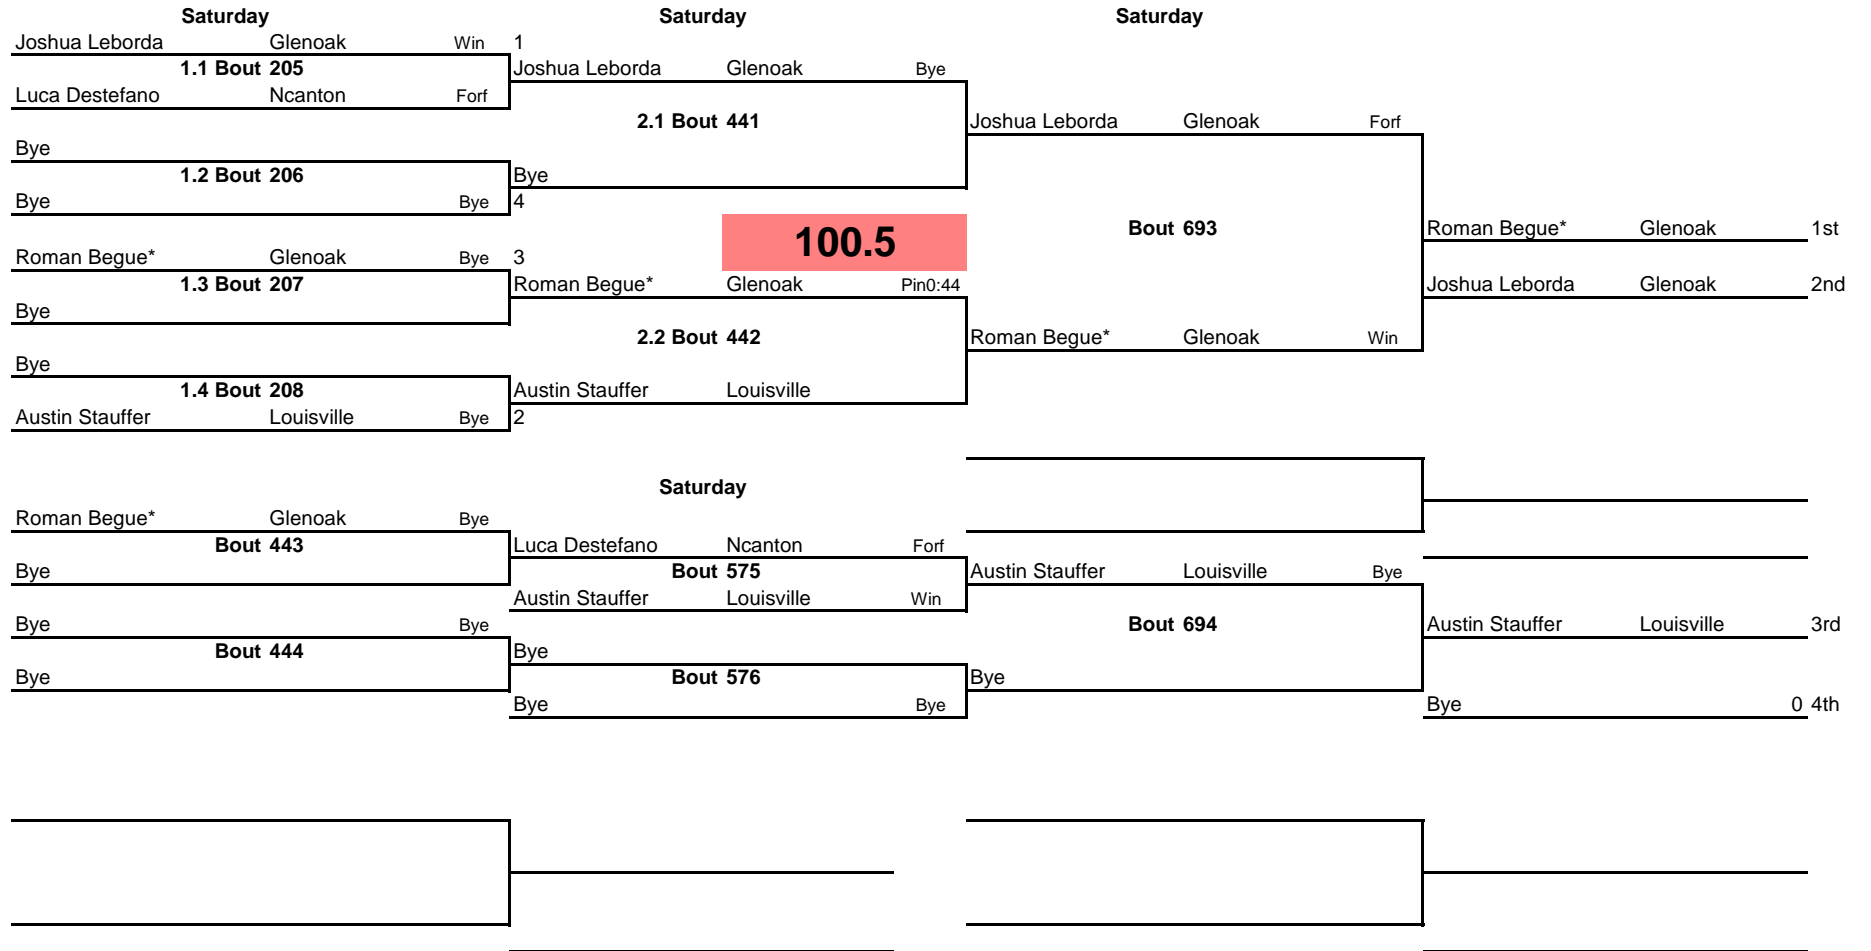 Saturday Saturday Saturday
Joshua Leborda Glenoak Win 1
1.1 Bout 205 Joshua Leborda Glenoak Bye
Luca Destefano Ncanton Forf
2.1 Bout 441 Joshua Leborda Glenoak Forf
Bye
1.2 Bout 206 Bye
Bye Bye 4
100.5 Bout 693 Roman Begue* Glenoak 1st
Roman Begue* Glenoak Bye 3
1.3 Bout 207 Roman Begue* Glenoak Pin0:44 Joshua Leborda Glenoak 2nd
Bye
2.2 Bout 442 Roman Begue* Glenoak Win
Bye
1.4 Bout 208 Austin Stauffer Louisville
Austin Stauffer Louisville Bye 2
Saturday
Roman Begue* Glenoak Bye
Bout 443 Luca Destefano Ncanton Forf
Bye Bout 575 Austin Stauffer Louisville Bye
Austin Stauffer Louisville Win
Bye Bye Bout 694 Austin Stauffer Louisville 3rd
Bout 444 Bye
Bye Bout 576 Bye
Bye Bye Bye 0 4th